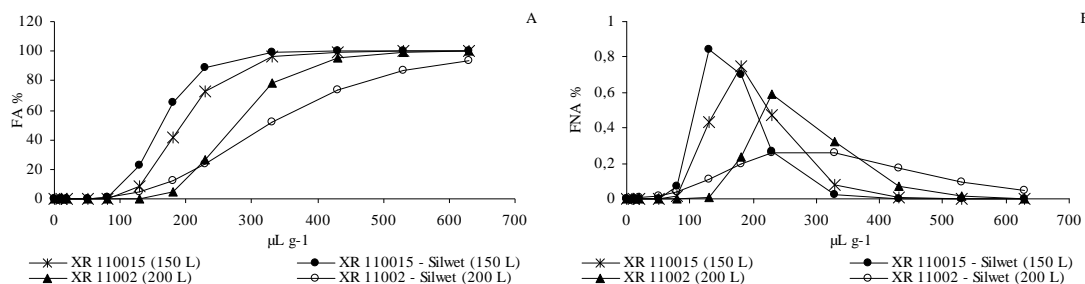 A
120
100
80
60
40
20
0
FA %
0 100 200 300 400 500 600 700
µL g-1
XR 110015 (150 L)
XR 110015 - Silwet (150 L)
XR 11002 (200 L)
XR 11002 - Silwet (200 L)
1
0,8
0,6
0,4
0,2
0
FNA %
0 100 200 300 400 500 600 700
µL g-1
XR 110015 (150 L)
XR 110015 - Silwet (150 L)
XR 11002 (200 L)
XR 11002 - Silwet (200 L)